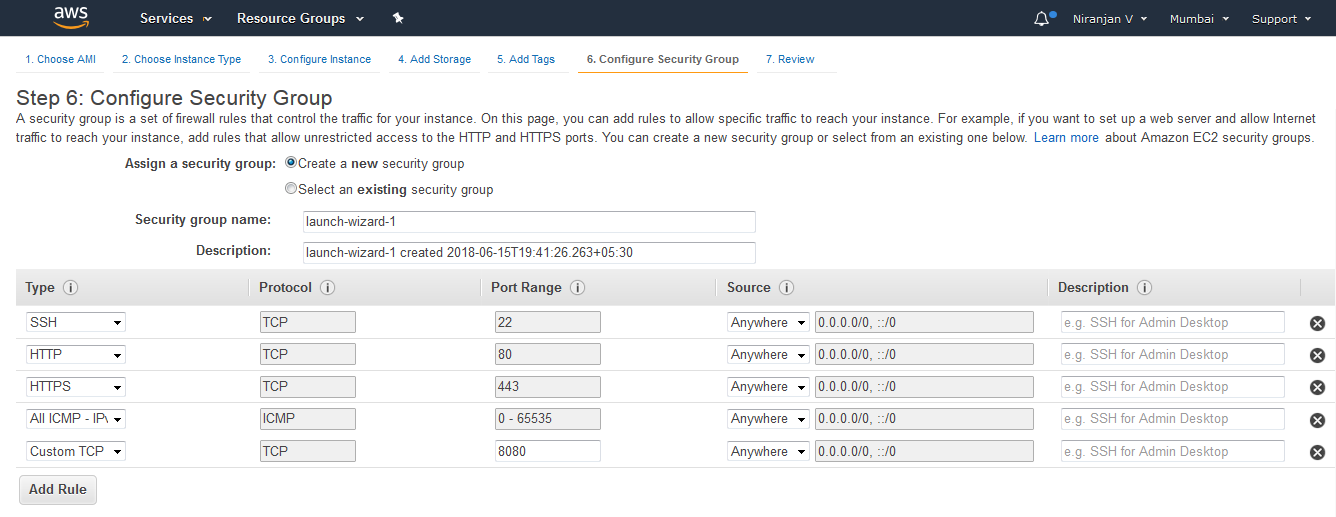 aws Services Resource Groups Niranjan V Mumbai Support
1. Choose AMI 2. Choose Instance Type 3. Configure Instance 4. Add Storage 5. Add Tags 6. Configure Security Group 7. Review
Step 6: Configure Security Group
A security group is a set of firewall rules that control the traffic for your instance. On this page, you can add rules to allow specific traffic to reach your instance. For example, if you want to set up a web server and allow Internet
traffic to reach your instance, add rules that allow unrestricted access to the HTTP and HTTPS ports. You can create a new security group or select from an existing one below. Learn more about Amazon EC2 security groups.
Assign a security group: Create a new security group
Select an existing security group
Security group name: launch-wizard-1
Description: launch-wizard-1 created 2018-06-15T19:41:26.263+05:30
Type i Protocol i Port Range i Source i Description i
SSH TCP 22 Anywhere 0.0.0.0/0, ::/0 e.g. SSH for Admin Desktop
HTTP TCP 80 Anywhere 0.0.0.0/0, ::/0 e.g. SSH for Admin Desktop
HTTPS TCP 443 Anywhere 0.0.0.0/0, ::/0 e.g. SSH for Admin Desktop
All ICMP - IPv ICMP 0 - 65535 Anywhere 0.0.0.0/0, ::/0 e.g. SSH for Admin Desktop
Custom TCP TCP 8080 Anywhere 0.0.0.0/0, ::/0 e.g. SSH for Admin Desktop
Add Rule